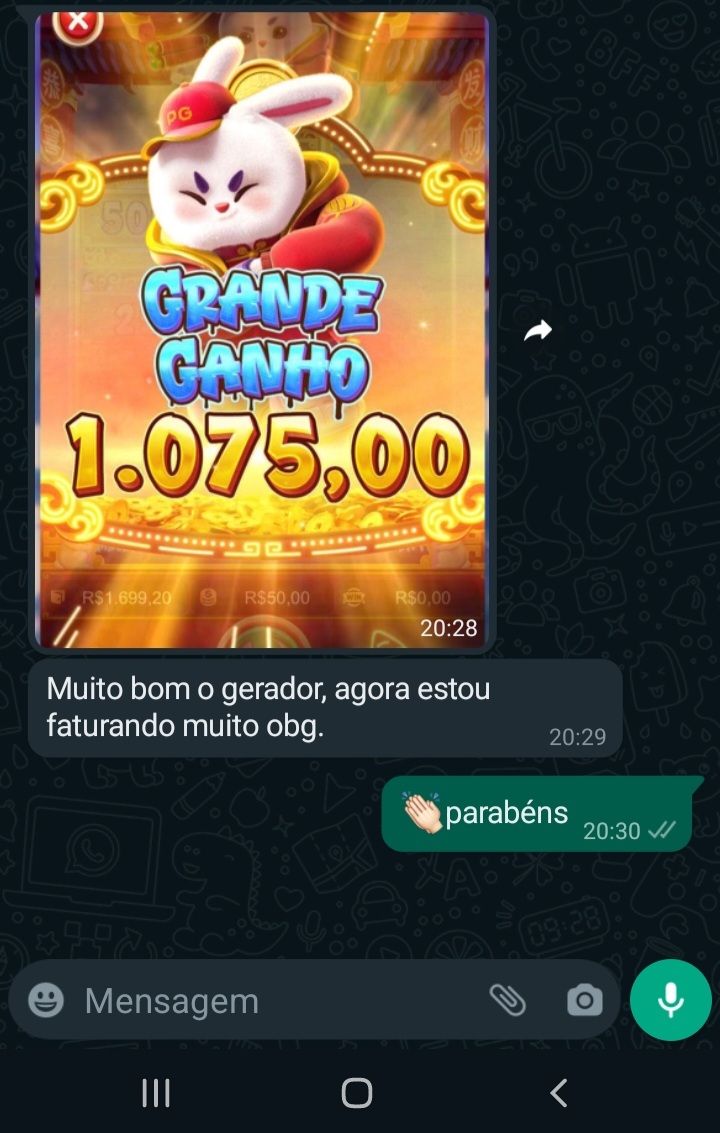 PG
GRANDE
GANHO
1.075,00
R$1.699,20 R$50,00 R$0,00
20:28
Muito bom o gerador, agora estou
faturando muito obg.
20:29
👏🏻parabéns
20:30
Mensagem